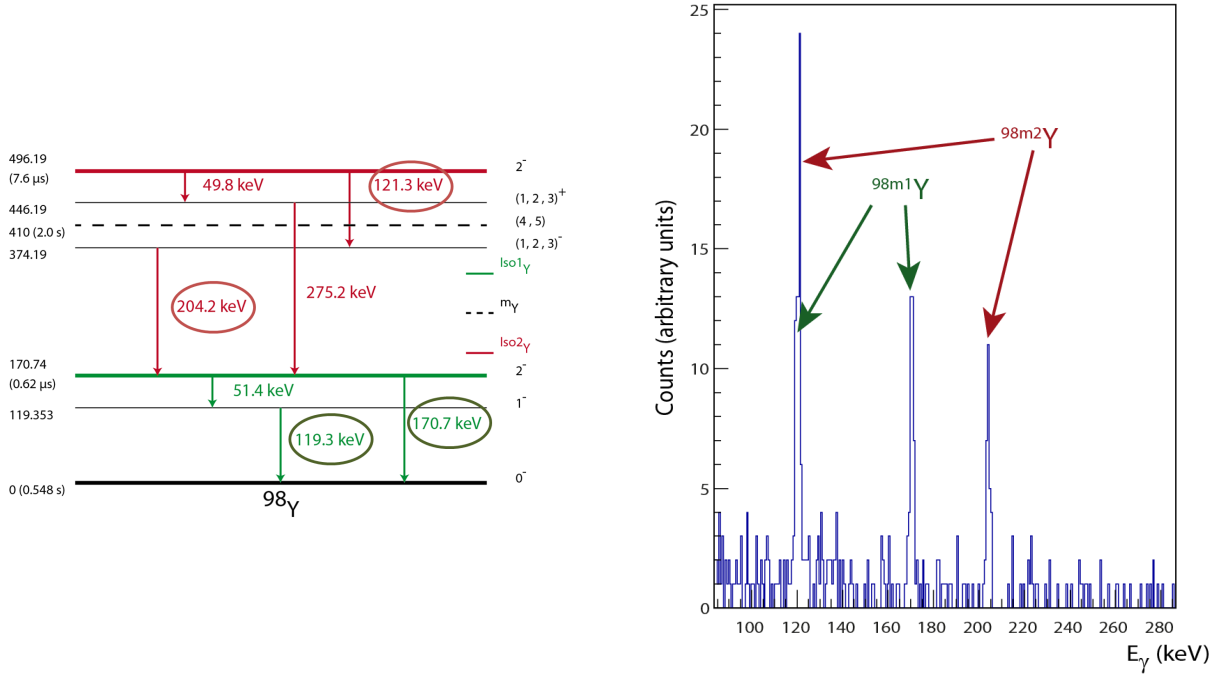 496.19
(7.6 µs)
446.19
410 (2.0 s)
374.19
170.74
(0.62 µs)
119.353
0 (0.548 s)
49.8 keV
121.3 keV
204.2 keV
275.2 keV
51.4 keV
119.3 keV
170.7 keV
2⁻
(1, 2, 3)⁺
(4, 5)
(1, 2, 3)⁻
Iso1Y
mY
Iso2Y
2⁻
1⁻
0⁻
98Y
Counts (arbitrary units)
25
20
15
10
5
0
98m2Y
98m1Y
100 120 140 160 180 200 220 240 260 280
Eγ (keV)